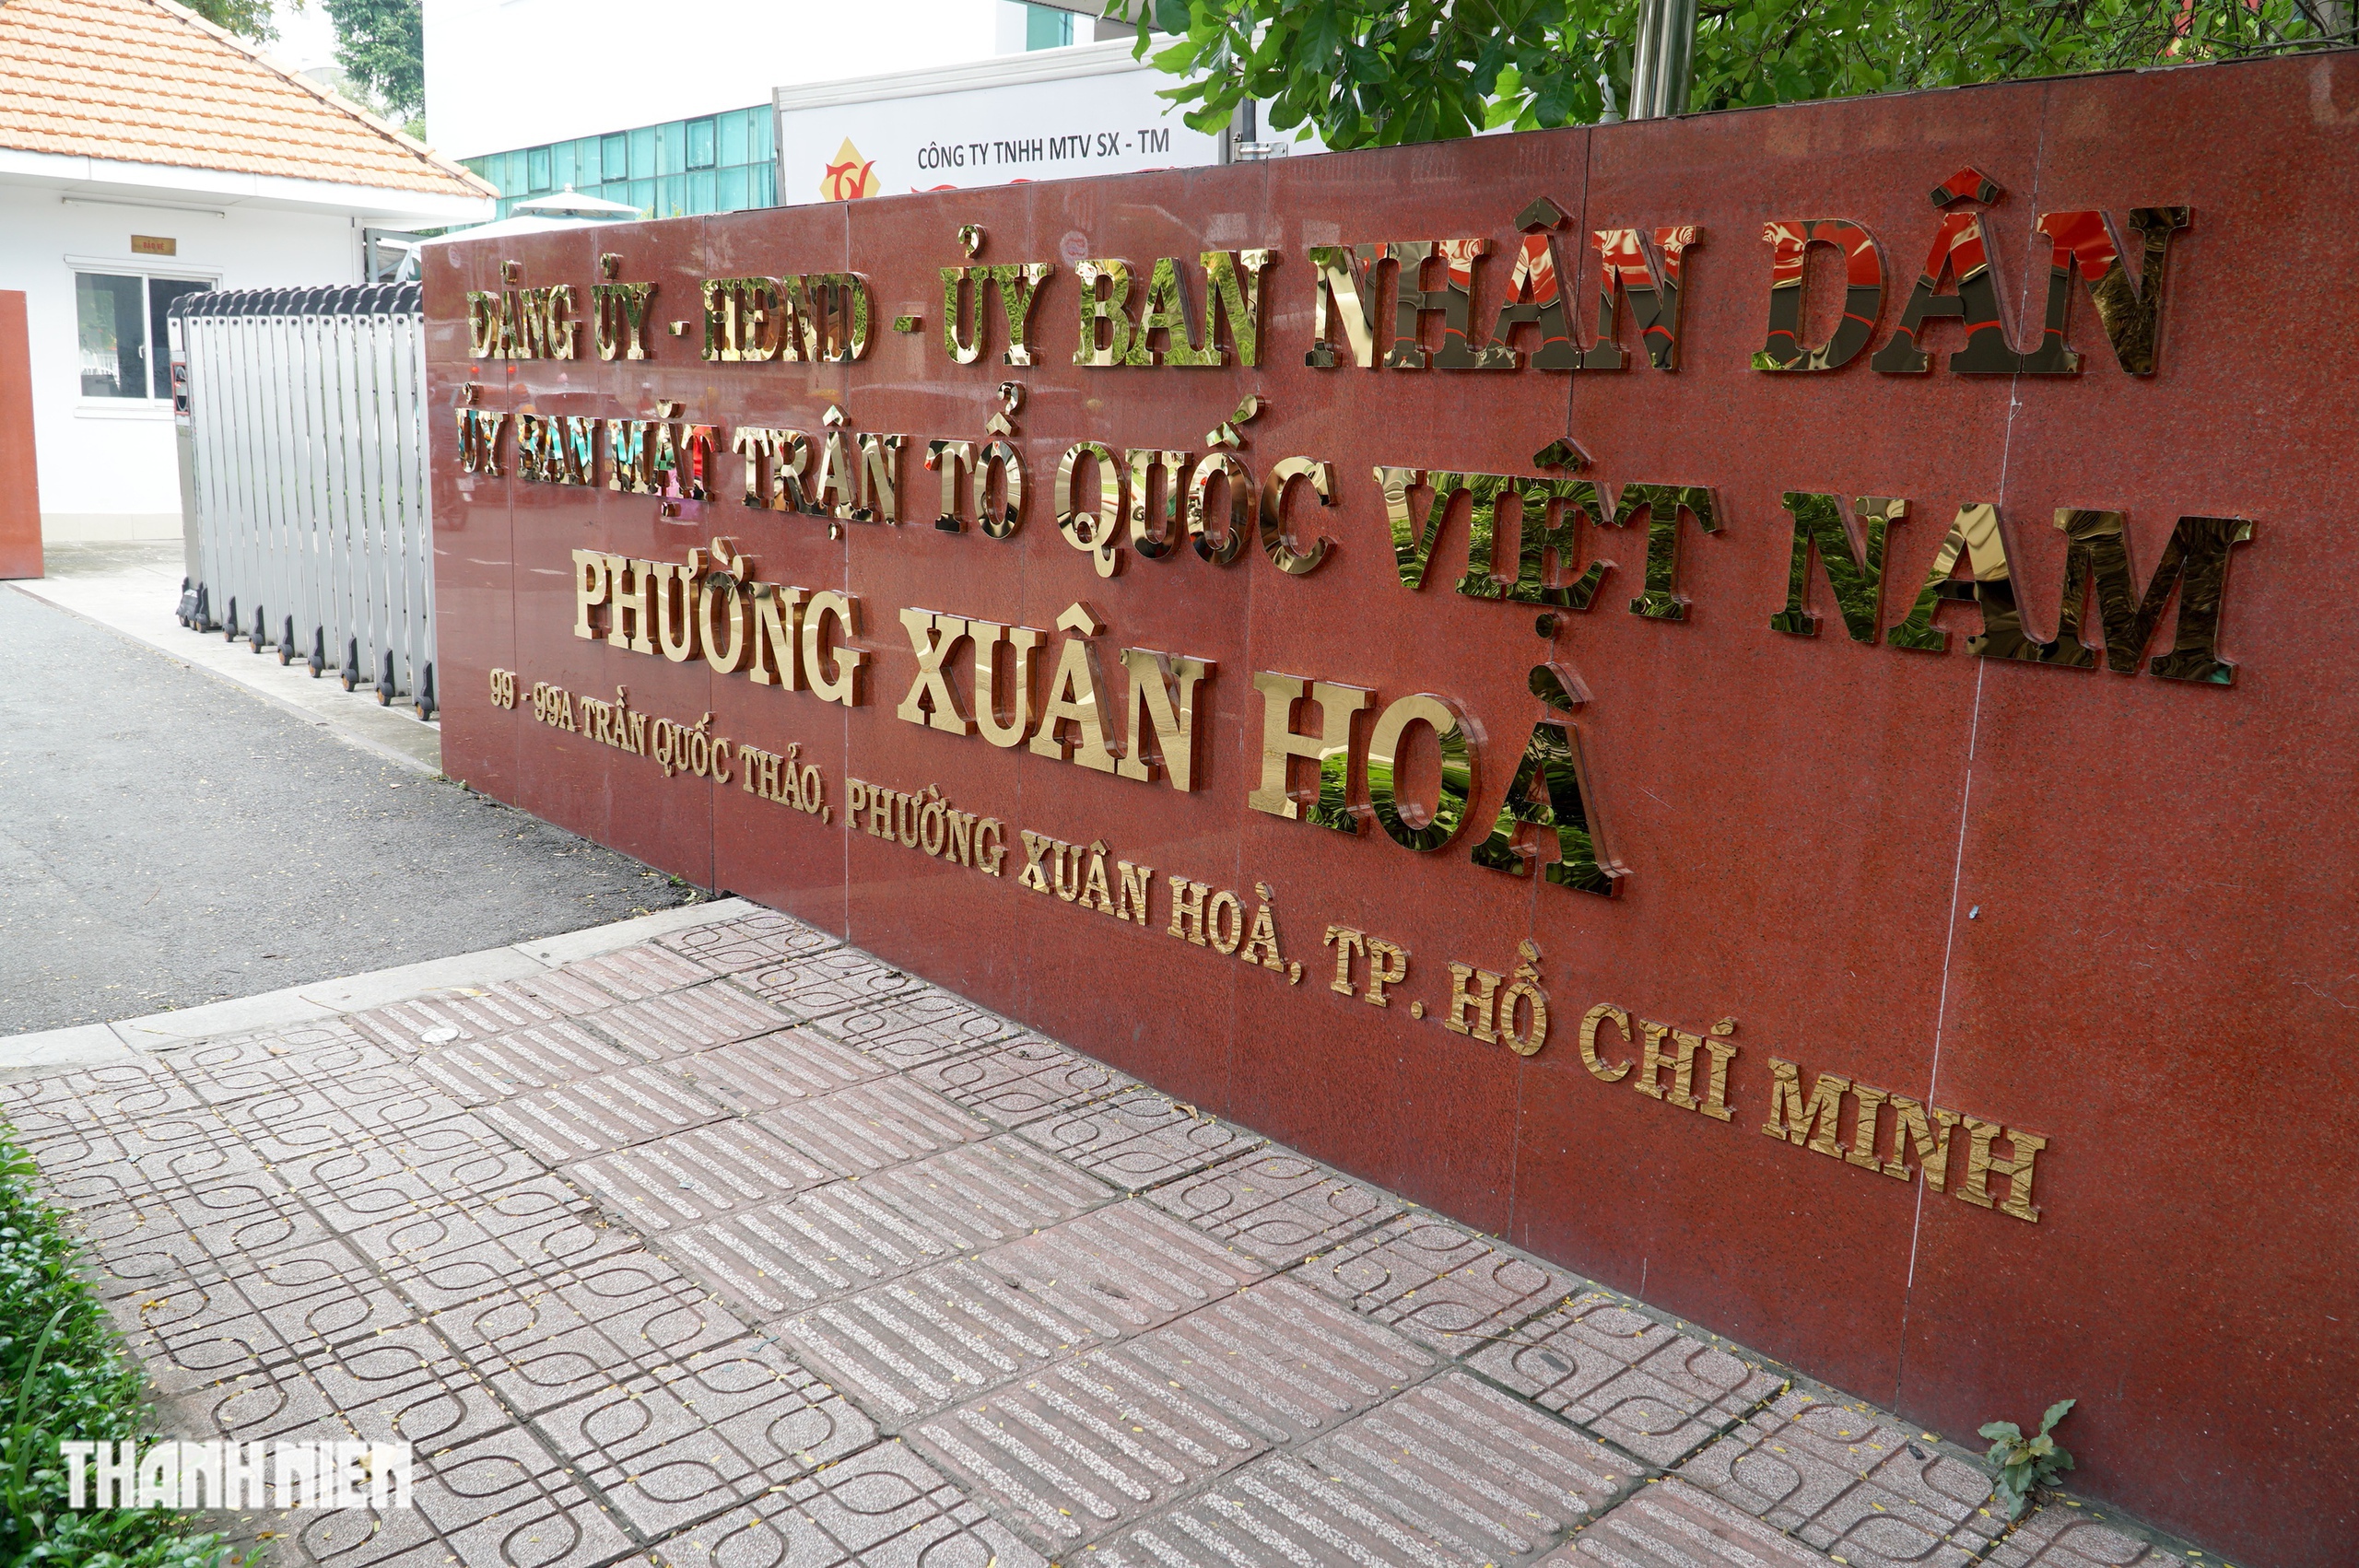 CÔNG TY TNHH MTV SX - TM
BẢO VỆ
ĐẢNG ỦY - HĐND - ỦY BAN NHÂN DÂN
ỦY BAN MẶT TRẬN TỔ QUỐC VIỆT NAM
PHƯỜNG XUÂN HOÀ
99 - 99A TRẦN QUỐC THẢO, PHƯỜNG XUÂN HOÀ, TP. HỒ CHÍ MINH
THANH NIÊN